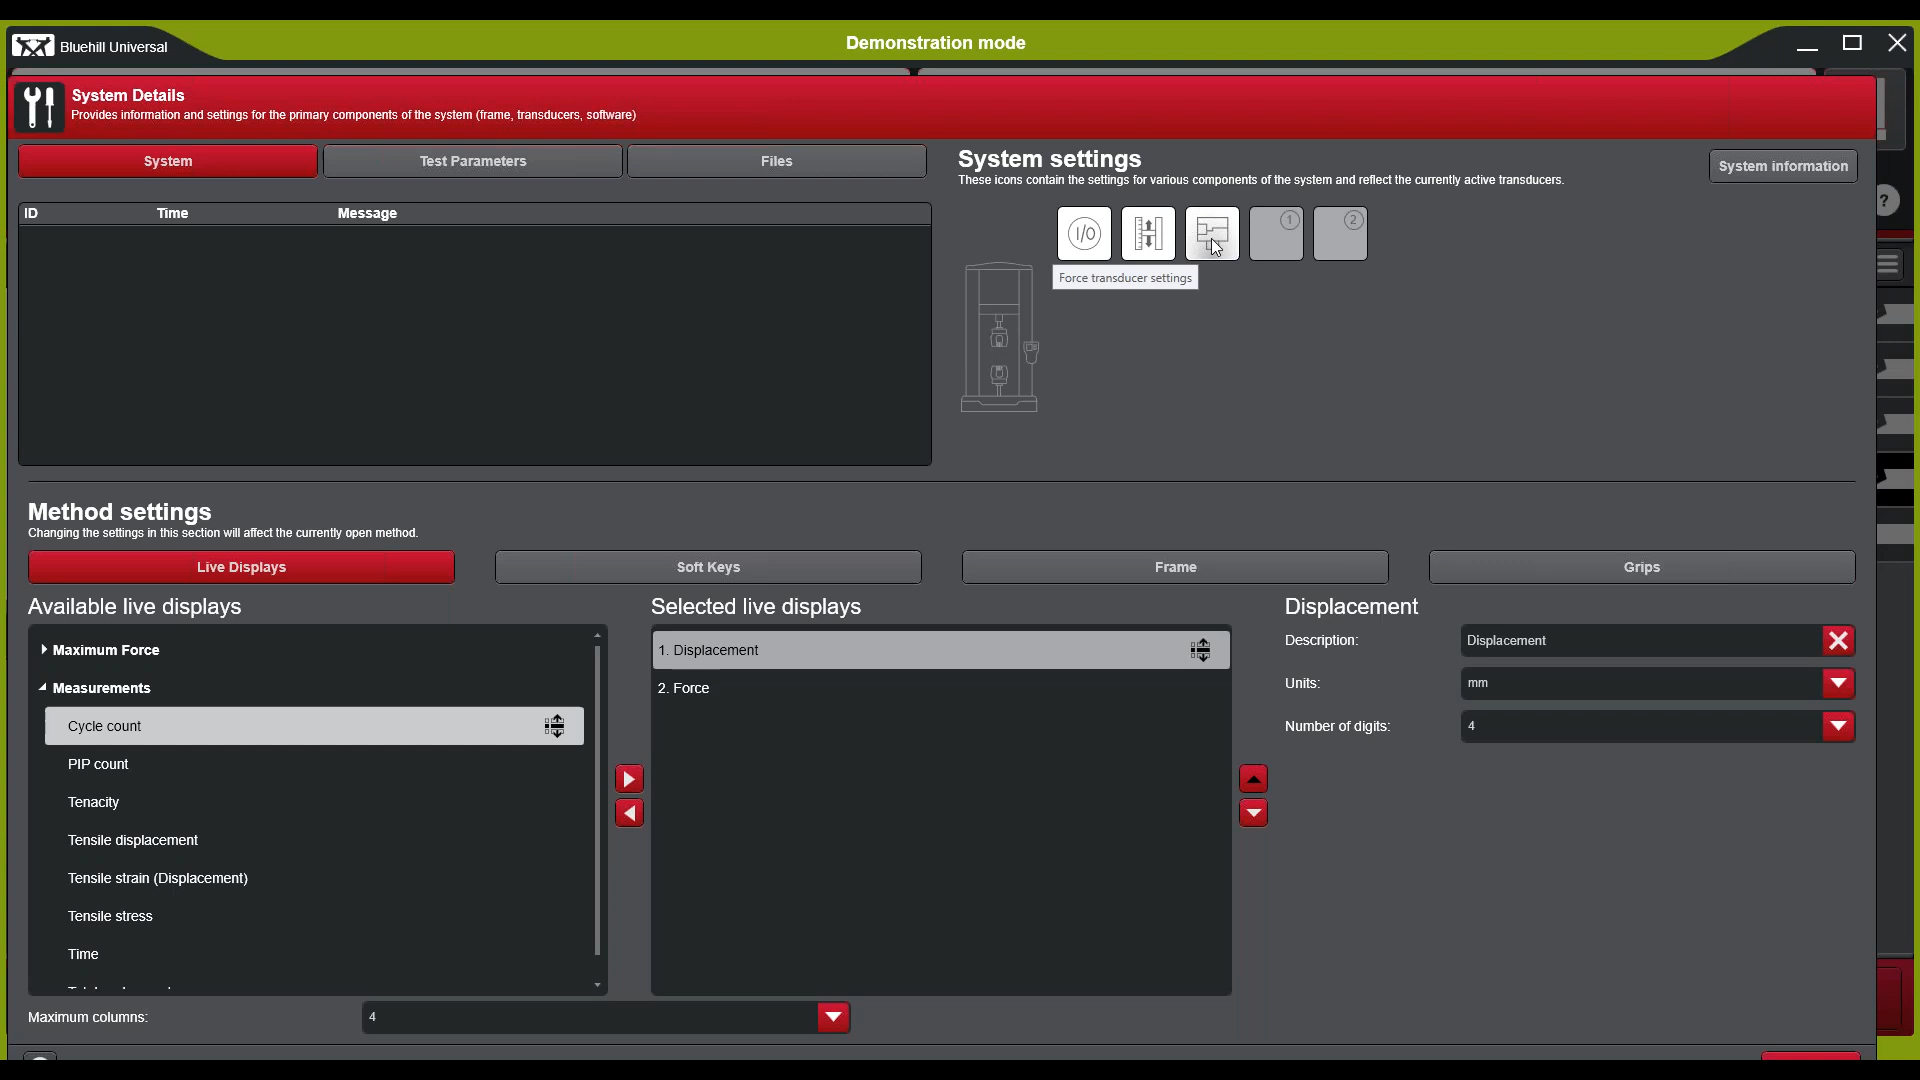 Bluehill Universal
Demonstration mode
System Details
Provides information and settings for the primary components of the system (frame, transducers, software)
System
Test Parameters
Files
System settings
These icons contain the settings for various components of the system and reflect the currently active transducers.
System information
ID Time Message
I/O
1
2
?
Force transducer settings
Method settings
Changing the settings in this section will affect the currently open method.
Live Displays
Soft Keys
Frame
Grips
Available live displays
Maximum Force
Measurements
Cycle count
PIP count
Tenacity
Tensile displacement
Tensile strain (Displacement)
Tensile stress
Time
Selected live displays
1. Displacement
2. Force
Displacement
Description: Displacement
Units: mm
Number of digits: 4
Maximum columns: 4